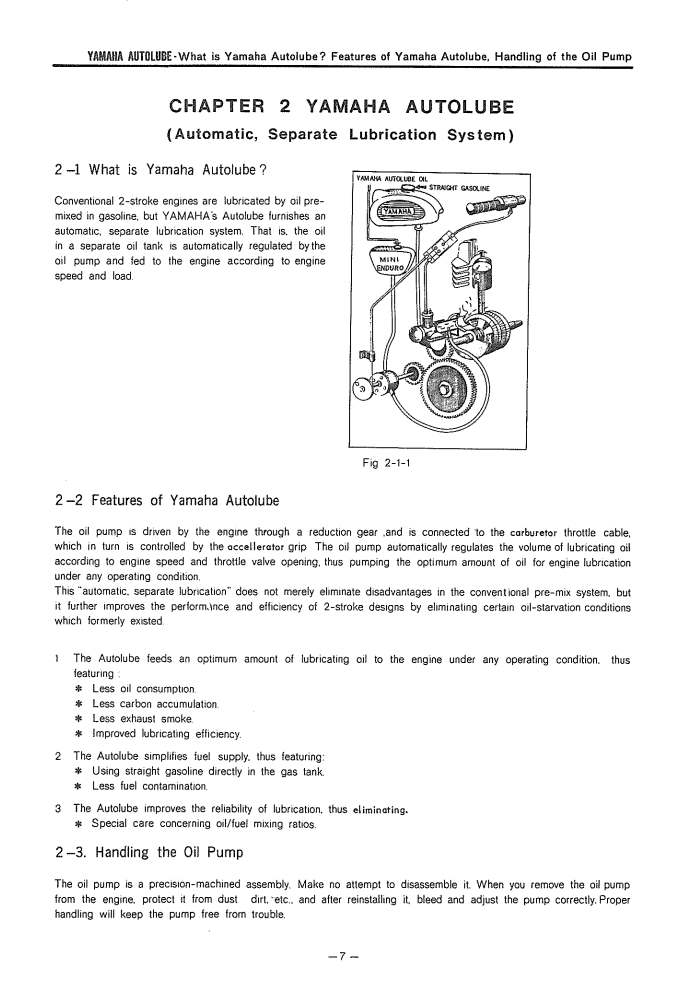 YAMAHA AUTOLUBE-What is Yamaha Autolube? Features of Yamaha Autolube, Handling of the Oil Pump
CHAPTER 2 YAMAHA AUTOLUBE
(Automatic, Separate Lubrication System)
2-1 What is Yamaha Autolube?
Conventional 2-stroke engines are lubricated by oil pre-
mixed in gasoline, but YAMAHA's Autolube furnishes an
automatic, separate lubrication system. That is, the oil
in a separate oil tank is automatically regulated by the
oil pump and fed to the engine according to engine
speed and load.
YAMAHA AUTOLUBE OIL
STRAIGHT GASOLINE
YAMAHA
MINI
ENDURO
Fig 2-1-1
2-2 Features of Yamaha Autolube
The oil pump is driven by the engine through a reduction gear ,and is connected to the carburetor throttle cable,
which in turn is controlled by the accellerator grip The oil pump automatically regulates the volume of lubricating oil
according to engine speed and throttle valve opening, thus pumping the optimum amount of oil for engine lubrication
under any operating condition.
This "automatic, separate lubrication" does not merely eliminate disadvantages in the conventional pre-mix system, but
it further improves the performance and efficiency of 2-stroke designs by eliminating certain oil-starvation conditions
which formerly existed
1 The Autolube feeds an optimum amount of lubricating oil to the engine under any operating condition, thus
featuring :
* Less oil consumption.
* Less carbon accumulation.
* Less exhaust smoke.
* Improved lubricating efficiency.
2 The Autolube simplifies fuel supply, thus featuring:
* Using straight gasoline directly in the gas tank.
* Less fuel contamination.
3 The Autolube improves the reliability of lubrication, thus eliminating.
* Special care concerning oil/fuel mixing ratios.
2-3. Handling the Oil Pump
The oil pump is a precision-machined assembly. Make no attempt to disassemble it. When you remove the oil pump
from the engine, protect it from dust dirt, etc., and after reinstalling it, bleed and adjust the pump correctly. Proper
handling will keep the pump free from trouble.
-7-